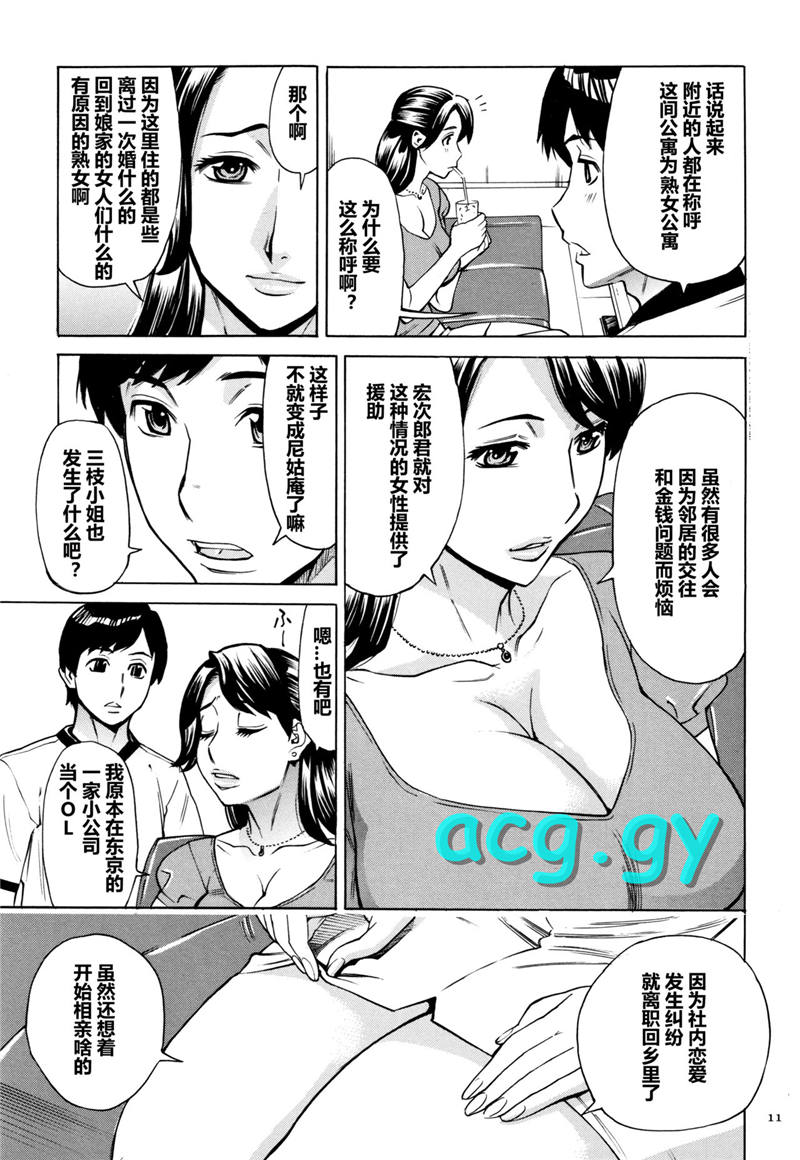 话说起来
附近的人都在称呼
这间公寓为熟女公寓
为什么要
这么称呼啊？
那个啊
因为这里住的都是些
离过一次婚什么的
回到娘家的女人们什么的
有原因的熟女啊
虽然有很多人会
因为邻居的交往
和金钱问题而烦恼
宏次郎君就对
这种情况的女性提供了
援助
这样子
不就变成尼姑庵了嘛
三枝小姐也
发生了什么吧？
嗯…也有吧
ふー
我原本在东京的
一家小公司
当个OL
acg.gy
因为社内恋爱
发生纠纷
就离职回乡里了
虽然还想着
开始相亲啥的
11